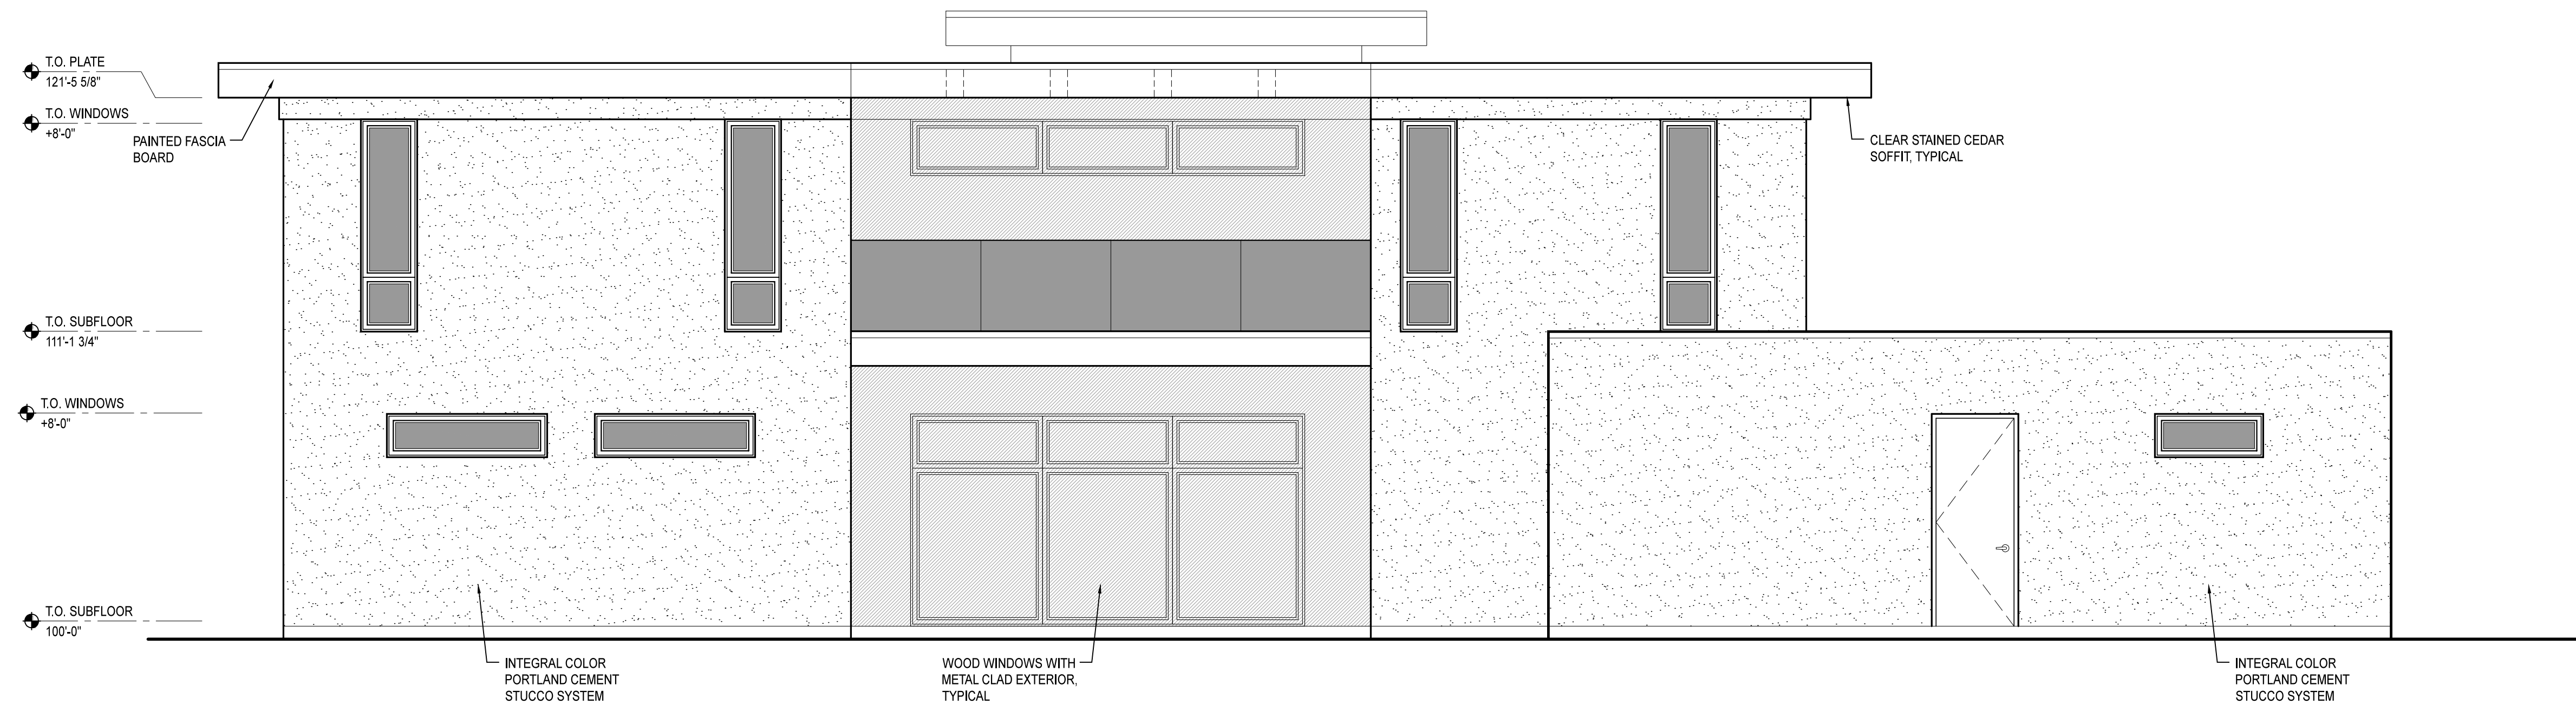 T.O. PLATE
121'-5 5/8"
T.O. WINDOWS
+8'-0"
PAINTED FASCIA
BOARD
CLEAR STAINED CEDAR
SOFFIT, TYPICAL
T.O. SUBFLOOR
111'-1 3/4"
T.O. WINDOWS
+8'-0"
T.O. SUBFLOOR
100'-0"
INTEGRAL COLOR
PORTLAND CEMENT
STUCCO SYSTEM
WOOD WINDOWS WITH
METAL CLAD EXTERIOR,
TYPICAL
INTEGRAL COLOR
PORTLAND CEMENT
STUCCO SYSTEM